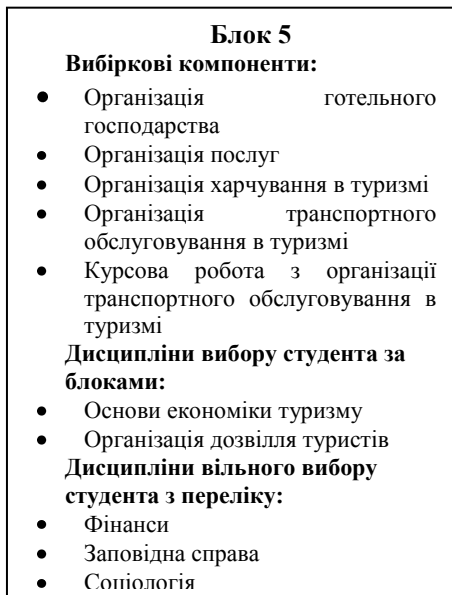 Блок 5
Вибіркові компоненти:
● Організація готельного
господарства
● Організація послуг
● Організація харчування в туризмі
● Організація транспортного
обслуговування в туризмі
● Курсова робота з організації
транспортного обслуговування в
туризмі
Дисципліни вибору студента за
блоками:
● Основи економіки туризму
● Організація дозвілля туристів
Дисципліни вільного вибору
студента з переліку:
● Фінанси
● Заповідна справа
● Соціологія